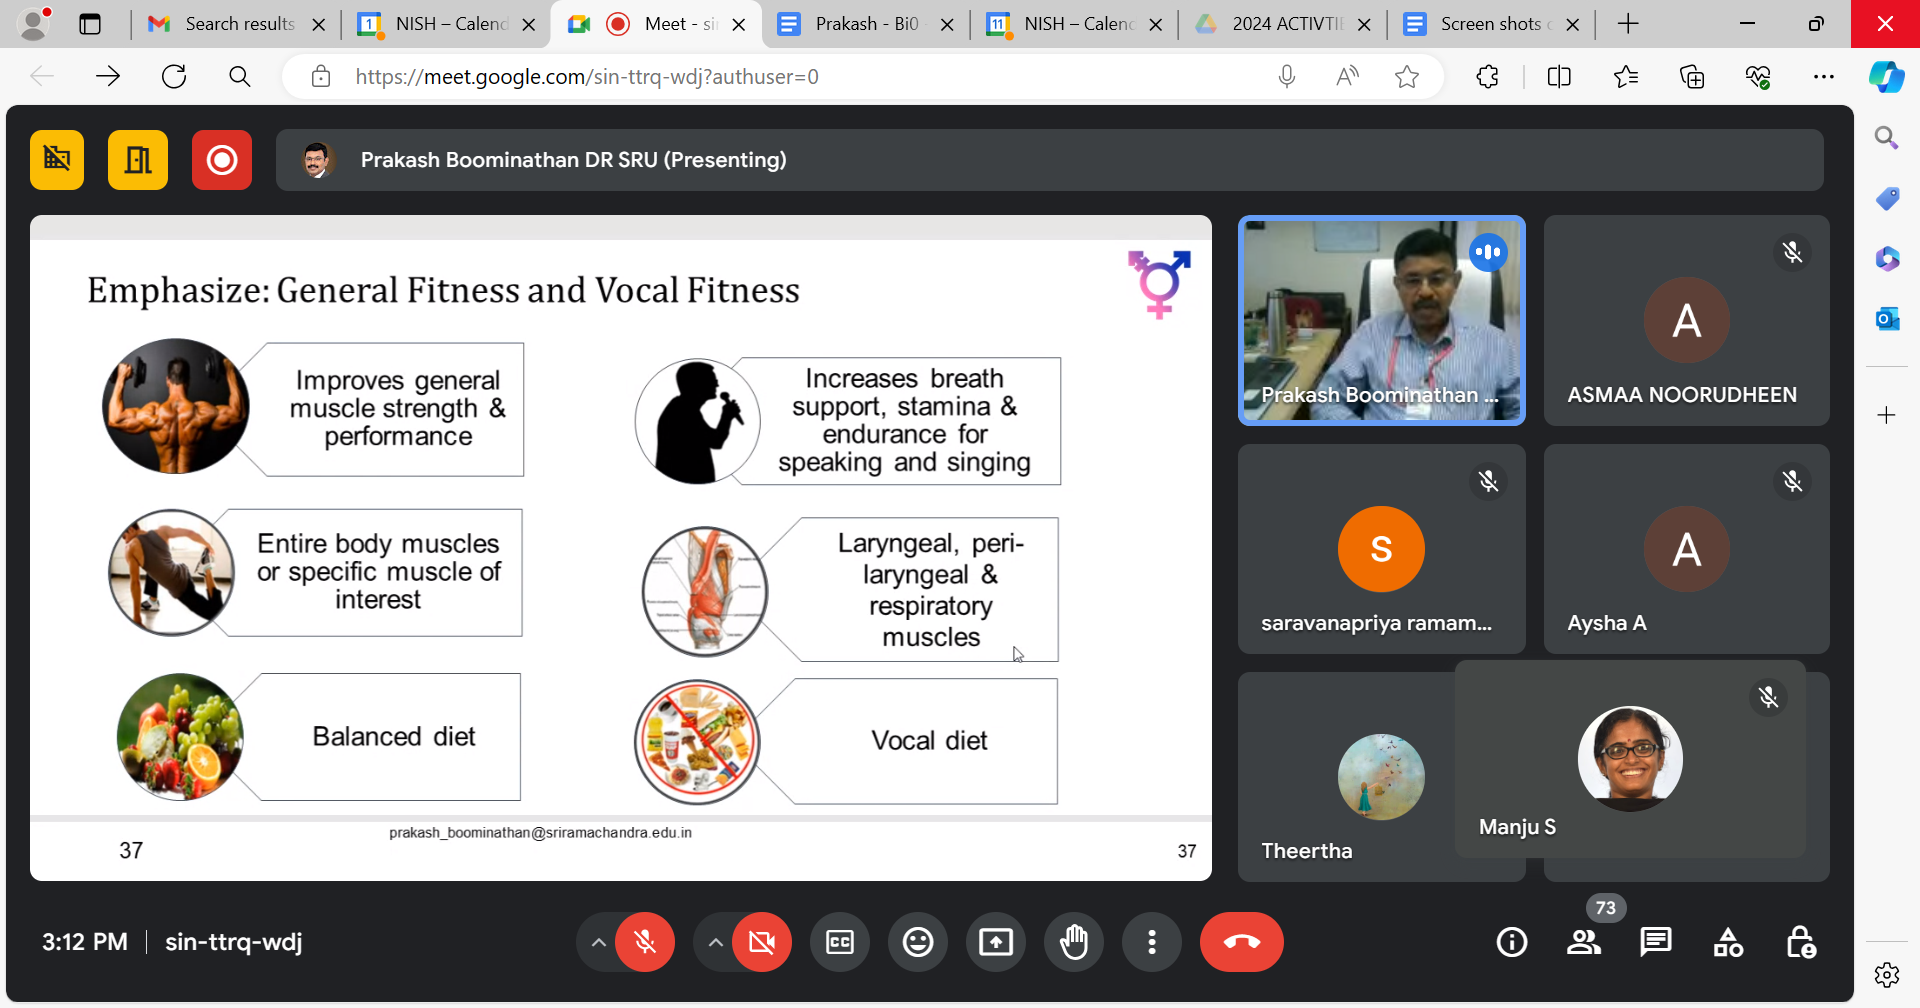 Search results
NISH – Calend
Meet - si
Prakash - Bi0
NISH – Calenc
2024 ACTIVTIE
Screen shots
https://meet.google.com/sin-ttrq-wdj?authuser=0
Prakash Boominathan DR SRU (Presenting)
Emphasize: General Fitness and Vocal Fitness
Improves general
muscle strength &
performance
Increases breath
support, stamina &
endurance for
speaking and singing
Entire body muscles
or specific muscle of
interest
Laryngeal, peri-
laryngeal &
respiratory
muscles
Balanced diet
Vocal diet
prakash_boominathan@sriramachandra.edu.in
37
37
Prakash Boominathan ...
A
ASMAA NOORUDHEEN
S
saravanapriya ramam...
A
Aysha A
Theertha
Manju S
3:12 PM
sin-ttrq-wdj
CC
73